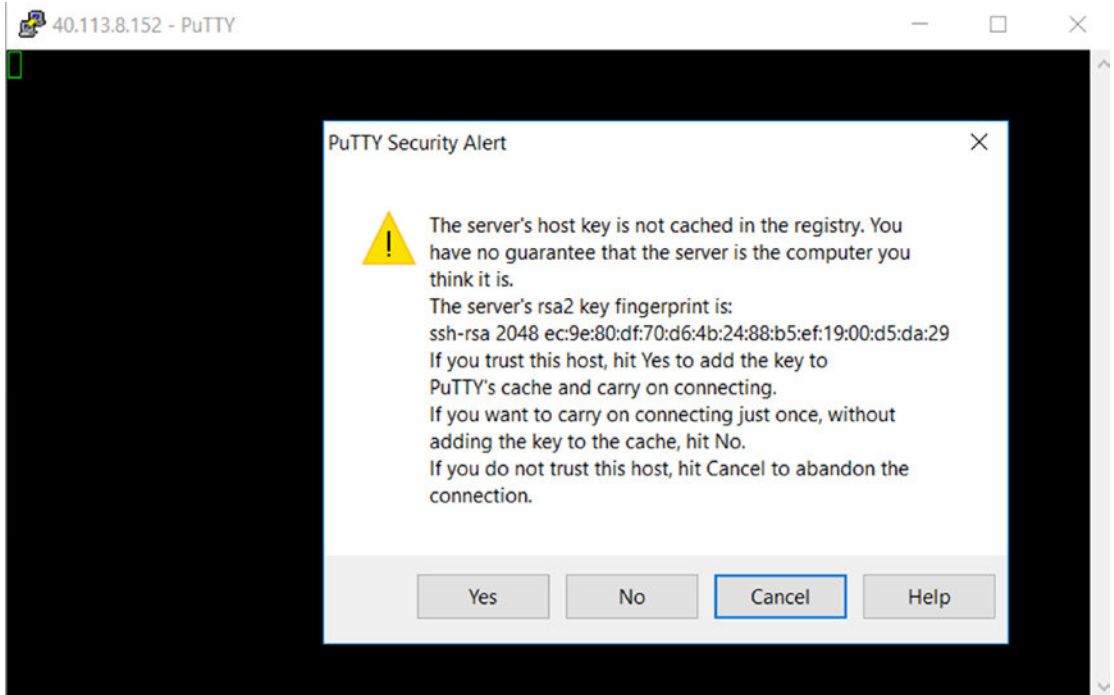 40.113.8.152 - PuTTY
PuTTY Security Alert
The server's host key is not cached in the registry. You
have no guarantee that the server is the computer you
think it is.
The server's rsa2 key fingerprint is:
ssh-rsa 2048 ec:9e:80:df:70:d6:4b:24:88:b5:ef:19:00:d5:da:29
If you trust this host, hit Yes to add the key to
PuTTY's cache and carry on connecting.
If you want to carry on connecting just once, without
adding the key to the cache, hit No.
If you do not trust this host, hit Cancel to abandon the
connection.
Yes No Cancel Help